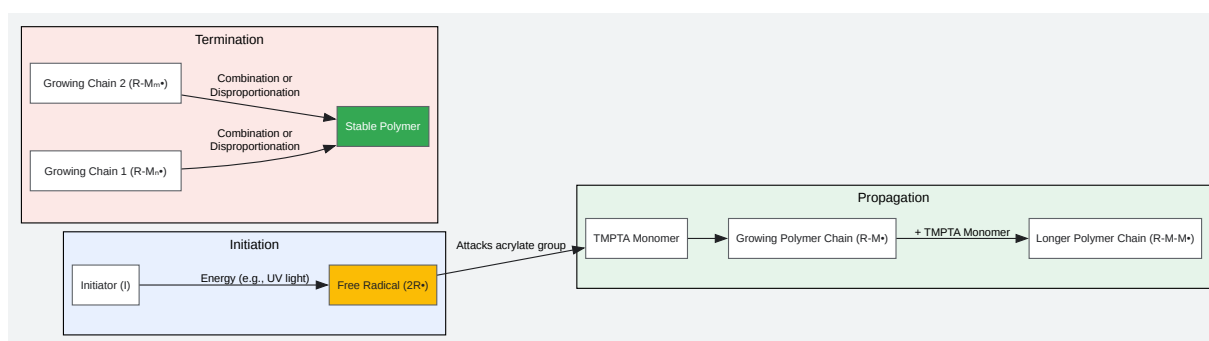 Termination
Growing Chain 2 (R-Mₘ•)
Combination or
Disproportionation
Stable Polymer
Combination or
Disproportionation
Growing Chain 1 (R-Mₙ•)
Initiation
Initiator (I)
Energy (e.g., UV light)
Free Radical (2R•)
Attacks acrylate group
Propagation
TMPTA Monomer
Growing Polymer Chain (R-M•)
+ TMPTA Monomer
Longer Polymer Chain (R-M-M•)